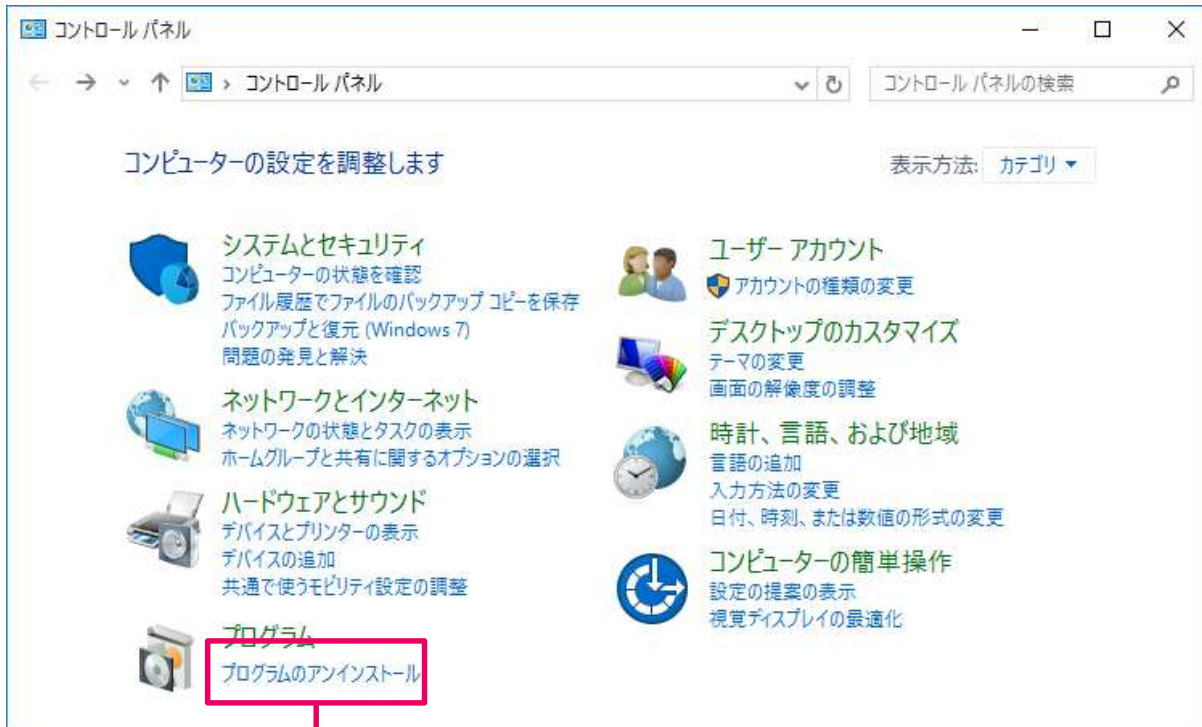 コントロール パネル
コントロール パネル
コントロール パネルの検索
コンピューターの設定を調整します
表示方法: カテゴリ
システムとセキュリティ
コンピューターの状態を確認
ファイル履歴でファイルのバックアップ コピーを保存
バックアップと復元 (Windows 7)
問題の発見と解決
ネットワークとインターネット
ネットワークの状態とタスクの表示
ホームグループと共有に関するオプションの選択
ハードウェアとサウンド
デバイスとプリンターの表示
デバイスの追加
共通で使うモビリティ設定の調整
プログラム
プログラムのアンインストール
ユーザー アカウント
アカウントの種類の変更
デスクトップのカスタマイズ
テーマの変更
画面の解像度の調整
時計、言語、および地域
言語の追加
入力方法の変更
日付、時刻、または数値の形式の変更
コンピューターの簡単操作
設定の提案の表示
視覚ディスプレイの最適化